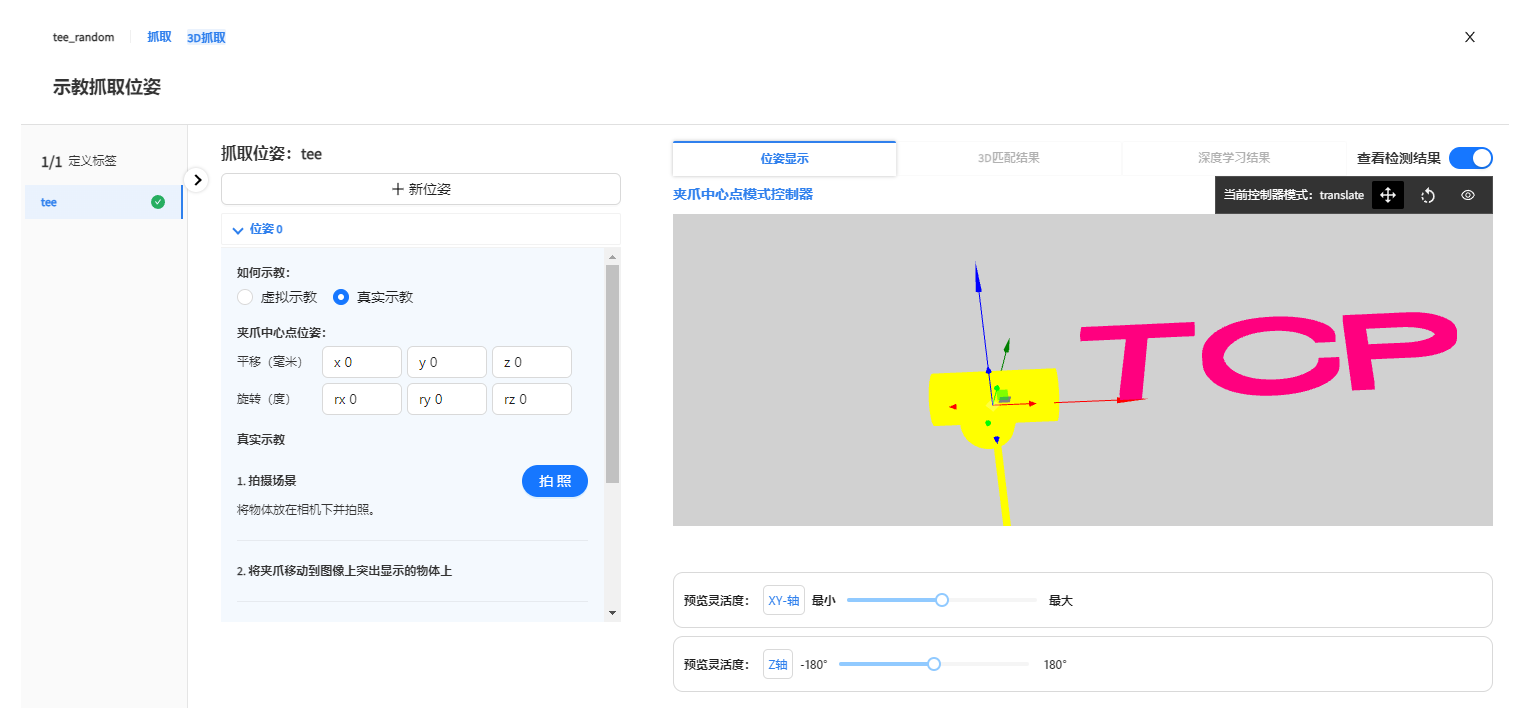 tee_random 抓取 3D抓取 X
示教抓取位姿
1/1 定义标签
tee
抓取位姿：tee
+ 新位姿
位姿 0
如何示教：
虚拟示教 真实示教
夹爪中心点位姿：
平移（毫米） x 0 y 0 z 0
旋转（度） rx 0 ry 0 rz 0
真实示教
1. 拍摄场景 拍 照
将物体放在相机下并拍照。
2. 将夹爪移动到图像上突出显示的物体上
位姿显示 3D匹配结果 深度学习结果 查看检测结果
夹爪中心点模式控制器 当前控制器模式：translate
TCP
预览灵活度： XY-轴 最小 最大
预览灵活度： Z轴 -180° 180°